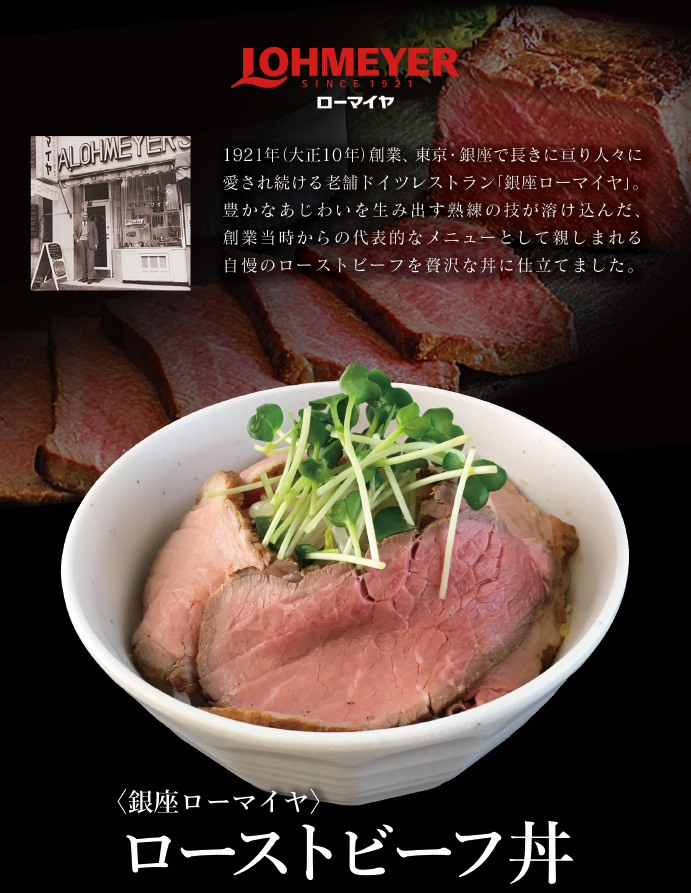 LOHMEYER
SINCE 1921
ローマイヤ
A LOHMEYER'S
1921年(大正10年)創業、東京・銀座で長きに亘り人々に
愛され続ける老舗ドイツレストラン「銀座ローマイヤ」。
豊かなあじわいを生み出す熟練の技が溶け込んだ、
創業当時からの代表的なメニューとして親しまれる
自慢のローストビーフを贅沢な丼に仕立てました。
〈銀座ローマイヤ〉
ローストビーフ丼